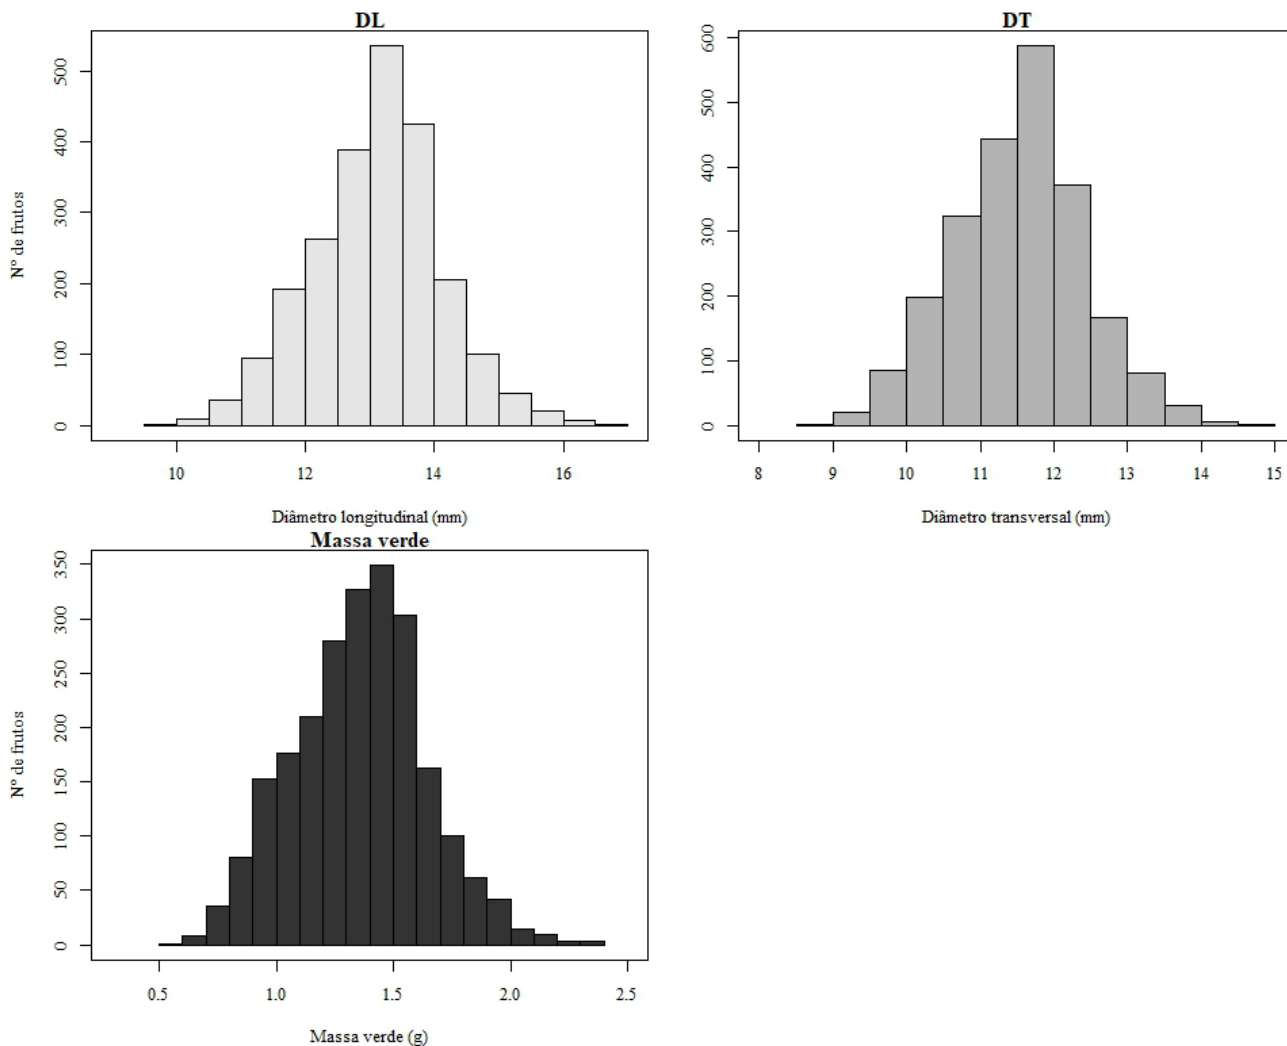 DL
Nº de frutos
0 100 200 300 400 500
10 12 14 16
Diâmetro longitudinal (mm)
DT
0 100 200 300 400 500 600
8 9 10 11 12 13 14 15
Diâmetro transversal (mm)
Massa verde
Nº de frutos
0 50 100 150 200 250 300 350
0.5 1.0 1.5 2.0 2.5
Massa verde (g)